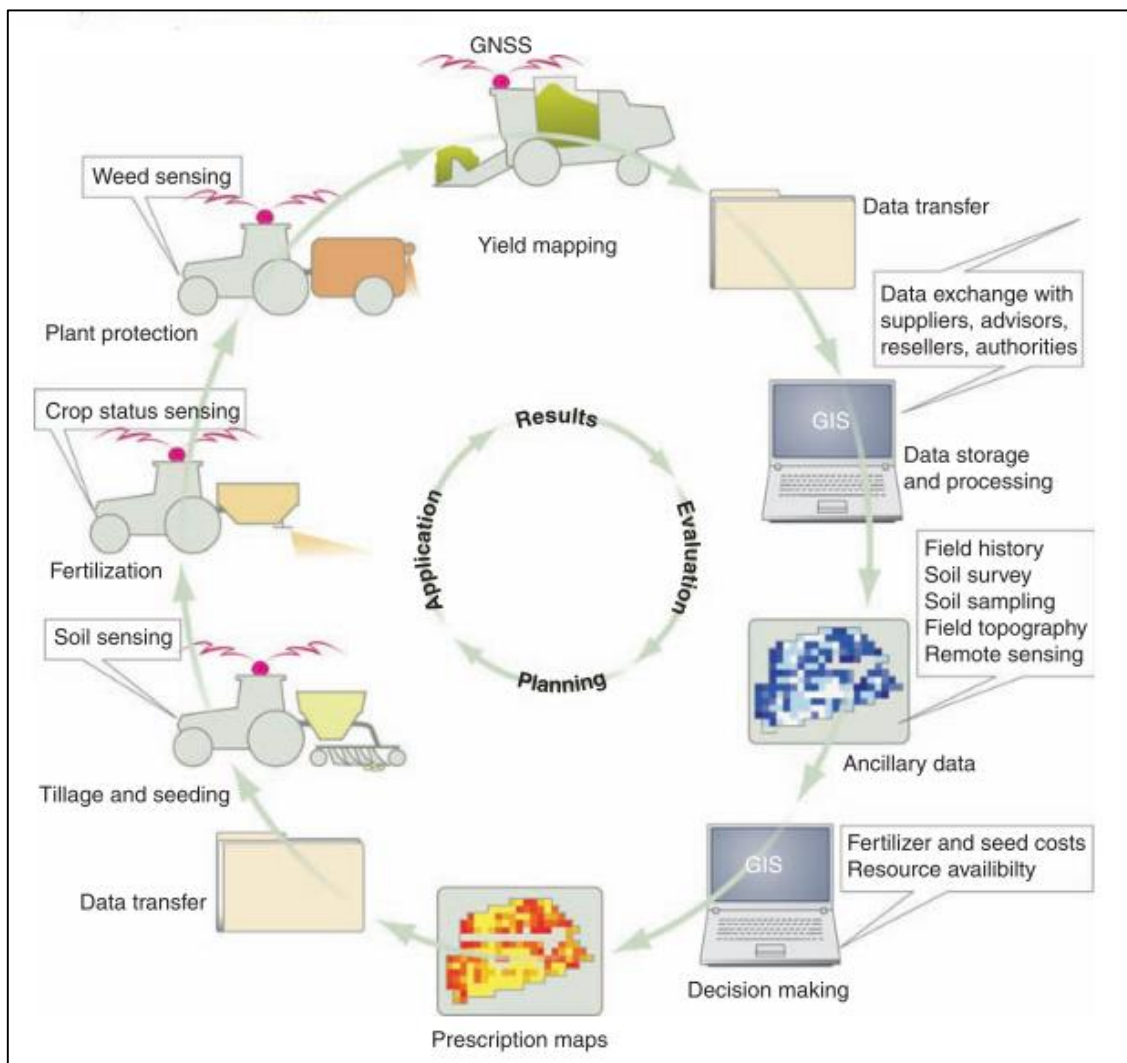 GNSS
Weed sensing
Yield mapping
Data transfer
Data exchange with
suppliers, advisors,
resellers, authorities
Plant protection
Crop status sensing
GIS
Data storage
and processing
Results
Evaluation
Planning
Application
Fertilization
Field history
Soil survey
Soil sampling
Field topography
Remote sensing
Soil sensing
Ancillary data
Tillage and seeding
Fertilizer and seed costs
Resource availibilty
GIS
Data transfer
Decision making
Prescription maps